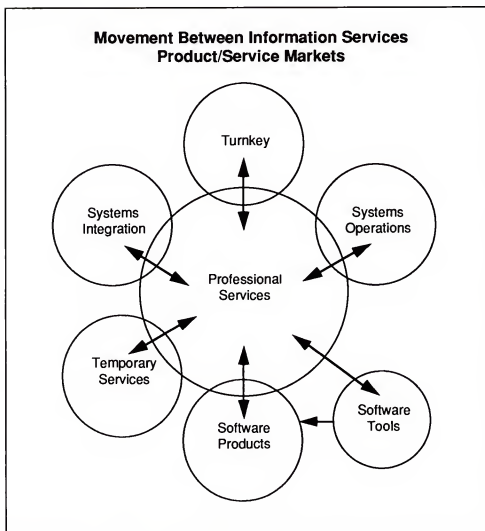 Movement Between Information Services
Product/Service Markets
Turnkey
Systems
Integration
Systems
Operations
Professional
Services
Temporary
Services
Software
Products
Software
Tools